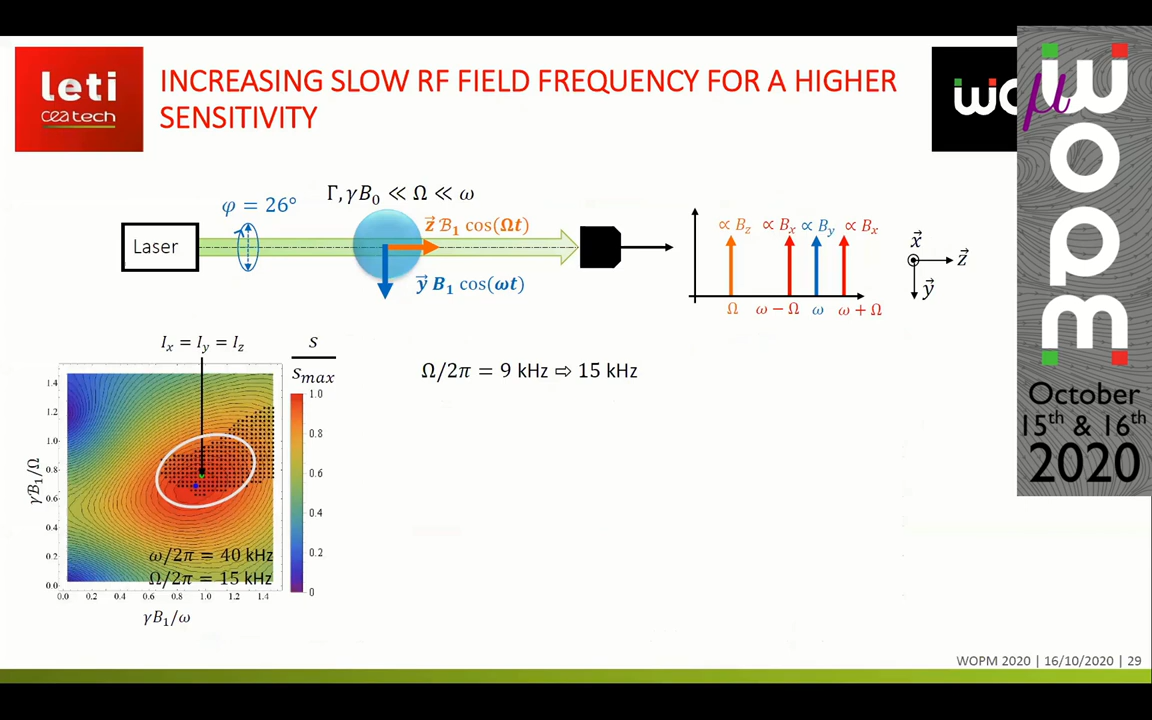 leti
ceatech
INCREASING SLOW RF FIELD FREQUENCY FOR A HIGHER
SENSITIVITY
μW
OPM
October
15th & 16th
2020
Γ, γB₀ ≪ Ω ≪ ω
φ = 26°
Laser
z⃗ ℬ₁ cos(Ωt)
y⃗ B₁ cos(ωt)
∝ B_z ∝ B_x ∝ B_y ∝ B_x
Ω ω − Ω ω ω + Ω
x⃗
z⃗
y⃗
I_x = I_y = I_z
s
s_max
Ω/2π = 9 kHz ⇨ 15 kHz
1.4
1.2
1.0
0.8
0.6
0.4
0.2
0.0
γℬ₁/Ω
ω/2π = 40 kHz
Ω/2π = 15 kHz
0.0 0.2 0.4 0.6 0.8 1.0 1.2 1.4
γB₁/ω
1.0
0.8
0.6
0.4
0.2
0
WOPM 2020 | 16/10/2020 | 29